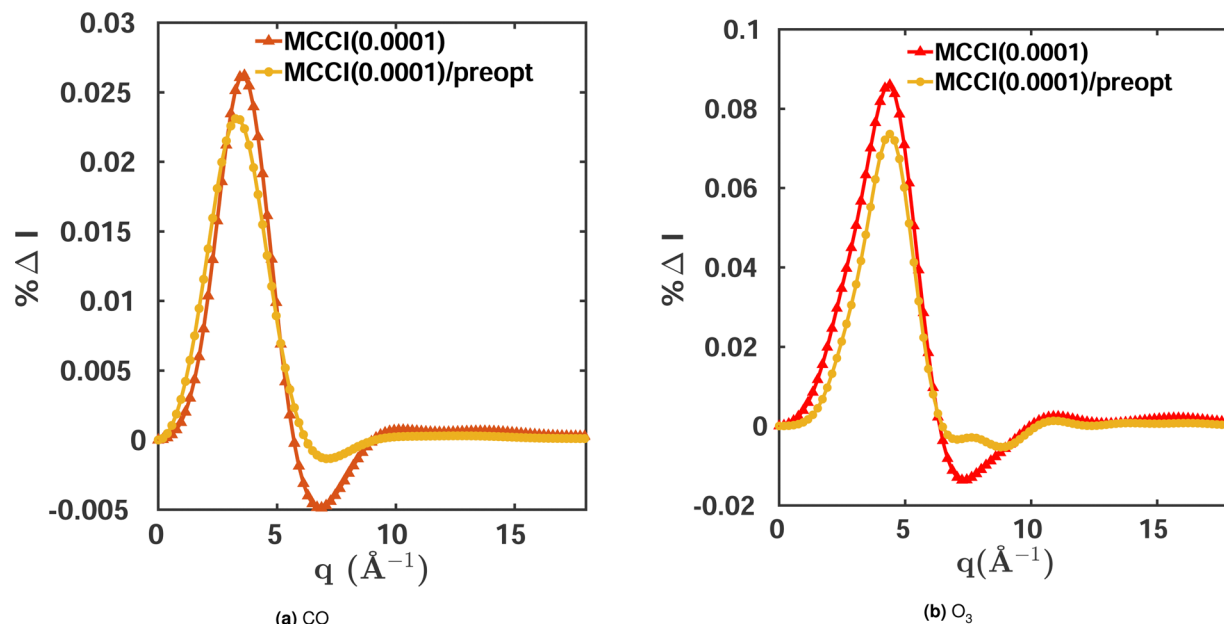 0.03
0.025
0.02
0.015
0.01
0.005
0
-0.005
% Δ I
MCCI(0.0001)
MCCI(0.0001)/preopt
0 5 10 15
q (Å⁻¹)
(a) CO
0.1
0.08
0.06
0.04
0.02
0
-0.02
% Δ I
MCCI(0.0001)
MCCI(0.0001)/preopt
0 5 10 15
q(Å⁻¹)
(b) O₃